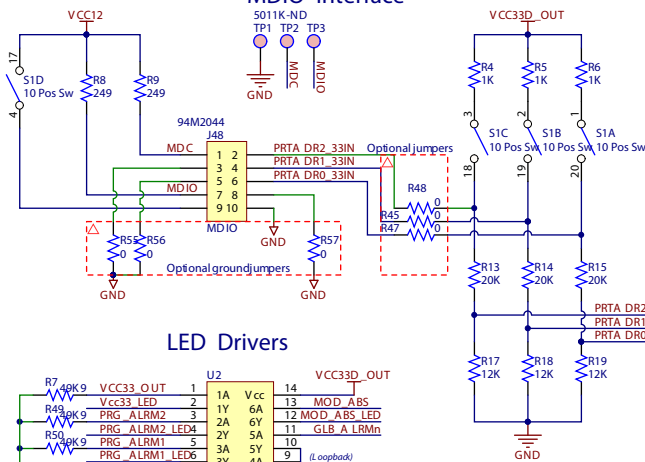 MDIO Interface
VCC12
5011K-ND
TP1 TP2 TP3
VCC33D_OUT
17
S1D
10 Pos Sw
4
R8
249
R9
249
GND
MDC
MDIO
R4
1K
R5
1K
R6
1K
3
2
1
S1C
10 Pos Sw
S1B
10 Pos Sw
S1A
10 Pos Sw
18
19
20
94M2044
J48
MDC
1 2
PRTA DR2_33IN
3 4
PRTA DR1_33IN
5 6
PRTA DR0_33IN
MDIO
7 8
9 10
MDIO
Optional jumpers
R48
0
R45
0
R47
0
GND
R55
0
R56
0
R57
0
Optional groundjumpers
GND
GND
R13
20K
R14
20K
R15
20K
PRTA DR2
PRTA DR1
PRTA DR0
R17
12K
R18
12K
R19
12K
GND
LED Drivers
U2
VCC33D_OUT
R7
49K9
VCC33_OUT
1
1A
Vcc
14
Vcc33_LED
2
1Y
6A
13
MOD_ABS
R49
49K9
PRG_ALRM2
3
2A
6Y
12
MOD_ABS_LED
PRG_ALRM2_LED
4
2Y
5A
11
GLB_A LRMn
R50
49K9
PRG_ALRM1
5
3A
5Y
10
PRG_ALRM1_LED
6
3Y
4A
9
(Loopback)